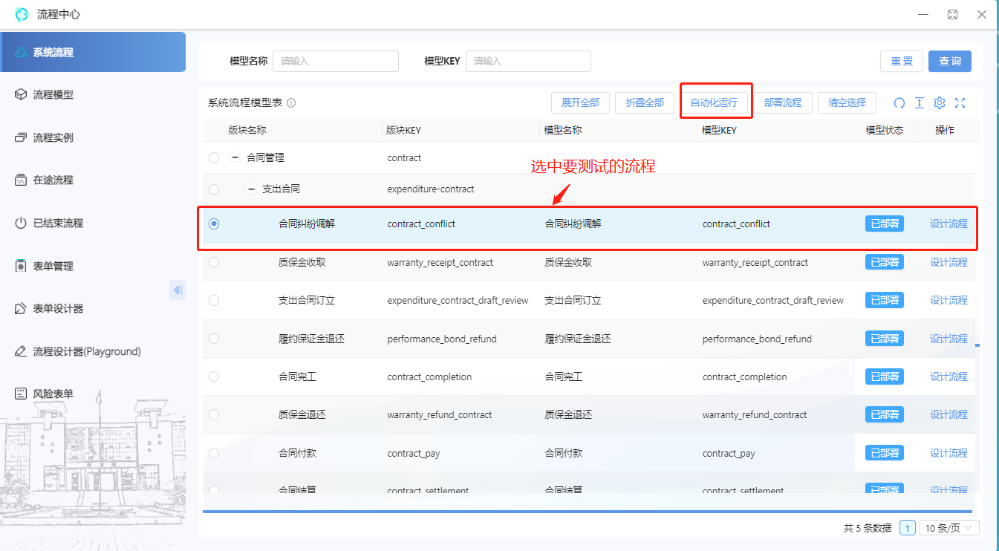 流程中心
系统流程
流程模型
流程实例
在途流程
已结束流程
表单管理
表单设计器
流程设计器(Playground)
风险表单
模型名称 请输入 模型KEY 请输入 重置 查询
系统流程模型表 展开全部 折叠全部 自动化运行 部署流程 清空选择
版块名称 版块KEY 模型名称 模型KEY 模型状态 操作
合同管理 contract
选中要测试的流程
支出合同 expenditure-contract
合同纠纷调解 contract_conflict 合同纠纷调解 contract_conflict 已部署 设计流程
质保金收取 warranty_receipt_contract 质保金收取 warranty_receipt_contract 已部署 设计流程
支出合同订立 expenditure_contract_draft_review 支出合同订立 expenditure_contract_draft_review 已部署 设计流程
履约保证金退还 performance_bond_refund 履约保证金退还 performance_bond_refund 已部署 设计流程
合同完工 contract_completion 合同完工 contract_completion 已部署 设计流程
质保金退还 warranty_refund_contract 质保金退还 warranty_refund_contract 已部署 设计流程
合同付款 contract_pay 合同付款 contract_pay 已部署 设计流程
合同结算 contract_settlement 合同结算 contract_settlement 已部署 设计流程
共 5 条数据 1 10 条/页